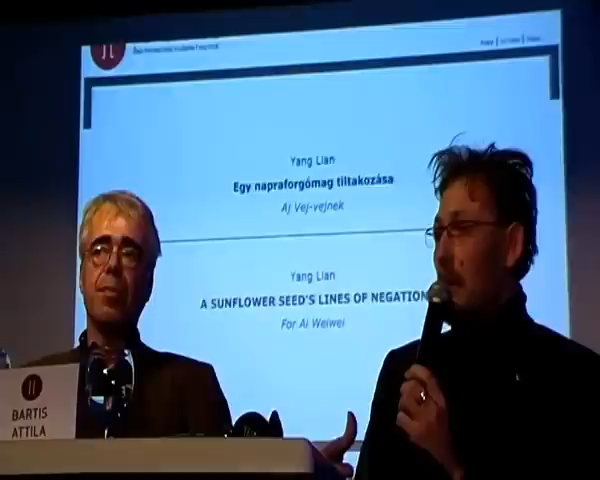 Yang Lian
Egy napraforgómag tiltakozása
Aj Vej-vejnek
Yang Lian
A SUNFLOWER SEED'S LINES OF NEGATION
For Ai Weiwei
BARTIS
ATTILA